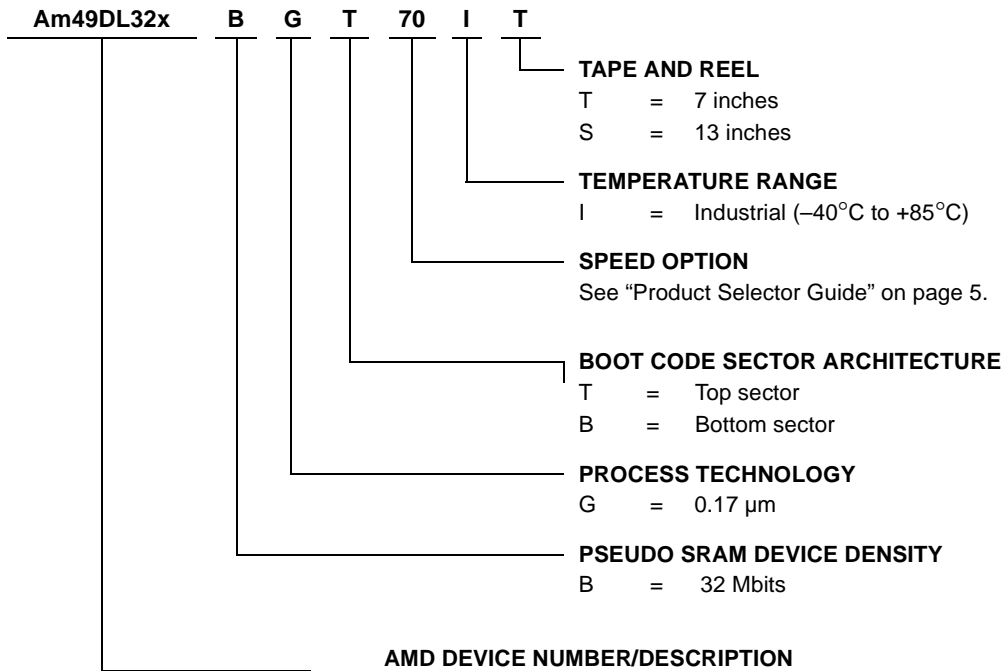 Am49DL32x B G T 70 I T
TAPE AND REEL
T = 7 inches
S = 13 inches
TEMPERATURE RANGE
I = Industrial (–40°C to +85°C)
SPEED OPTION
See “Product Selector Guide” on page 5.
BOOT CODE SECTOR ARCHITECTURE
T = Top sector
B = Bottom sector
PROCESS TECHNOLOGY
G = 0.17 µm
PSEUDO SRAM DEVICE DENSITY
B = 32 Mbits
AMD DEVICE NUMBER/DESCRIPTION